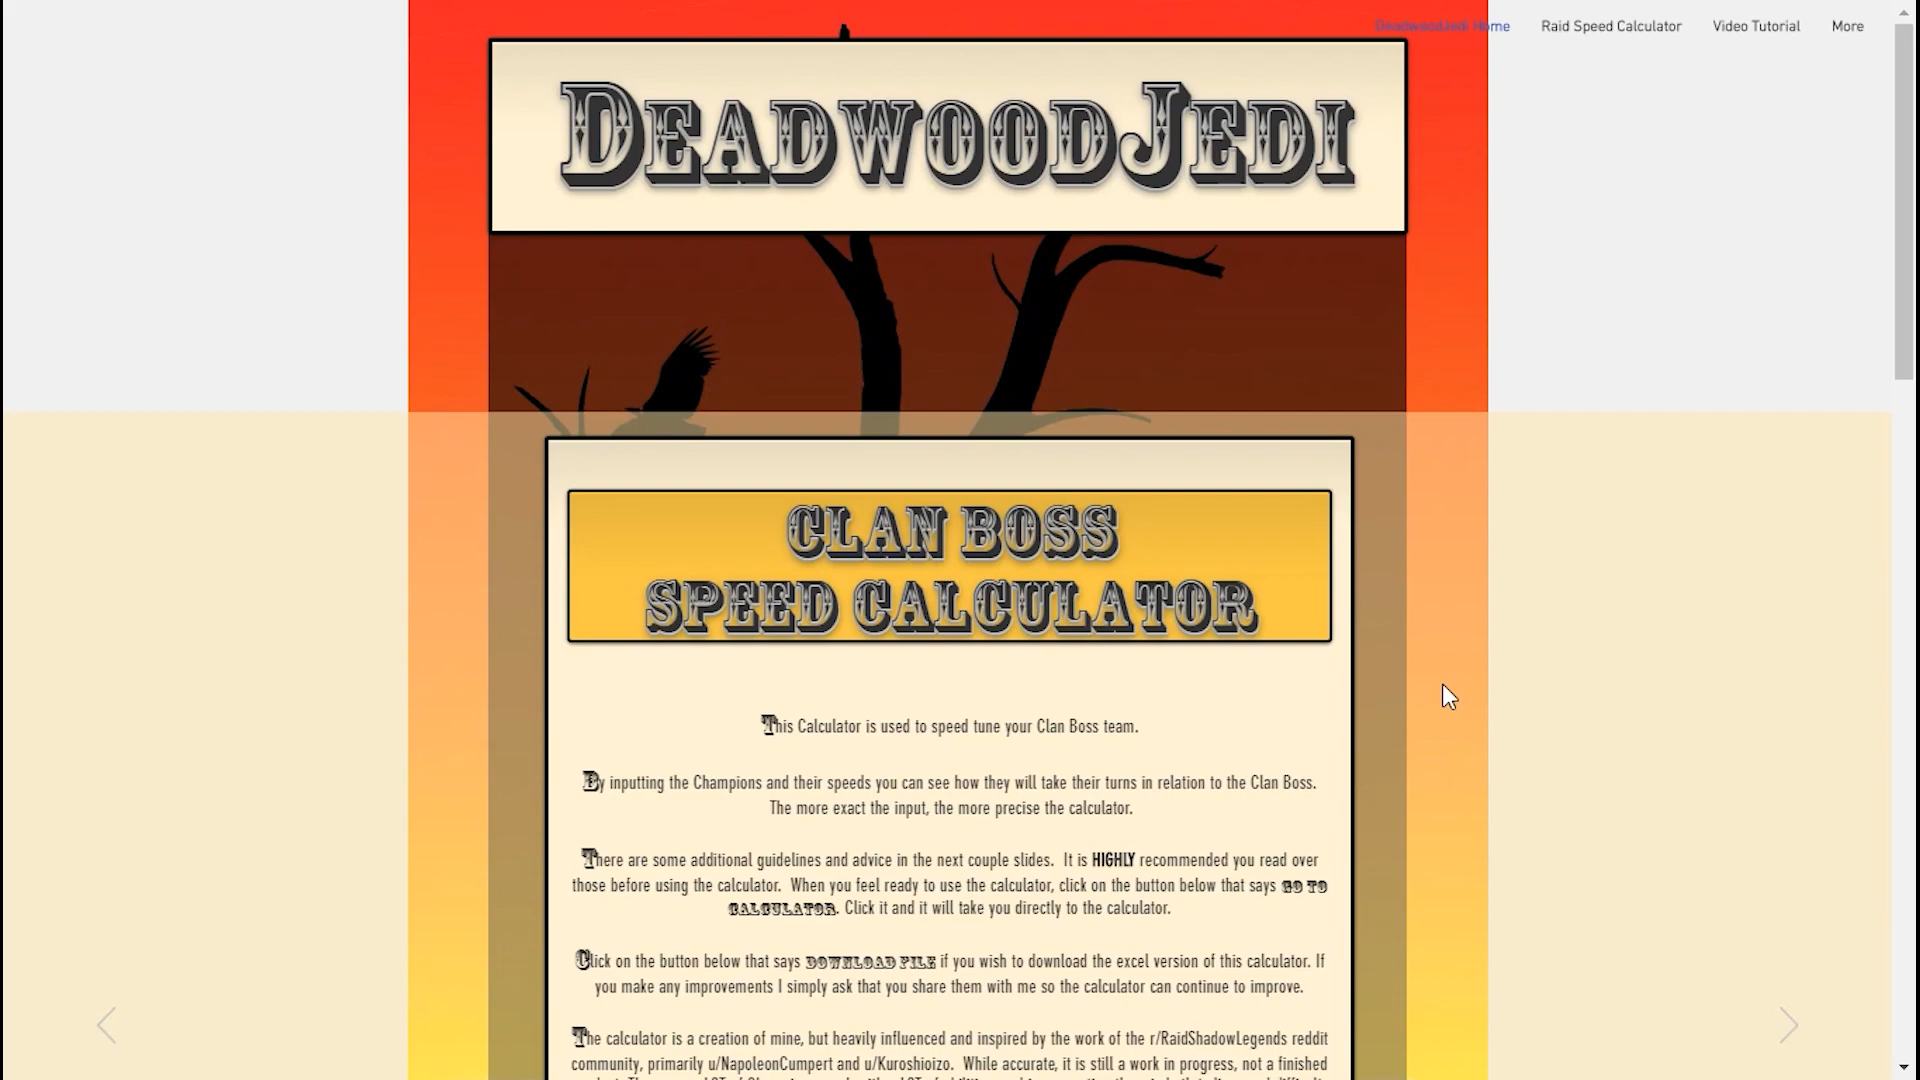 DeadwoodJedi Home Raid Speed Calculator Video Tutorial More
DEADWOODJEDI
CLAN BOSS
SPEED CALCULATOR
This Calculator is used to speed tune your Clan Boss team.
By inputting the Champions and their speeds you can see how they will take their turns in relation to the Clan Boss.
The more exact the input, the more precise the calculator.
There are some additional guidelines and advice in the next couple slides. It is HIGHLY recommended you read over
those before using the calculator. When you feel ready to use the calculator, click on the button below that says GO TO
CALCULATOR. Click it and it will take you directly to the calculator.
Click on the button below that says DOWNLOAD FILE if you wish to download the excel version of this calculator. If
you make any improvements I simply ask that you share them with me so the calculator can continue to improve.
The calculator is a creation of mine, but heavily influenced and inspired by the work of the r/RaidShadowLegends reddit
community, primarily u/NapoleonCumpert and u/Kuroshioizo. While accurate, it is still a work in progress, not a finished